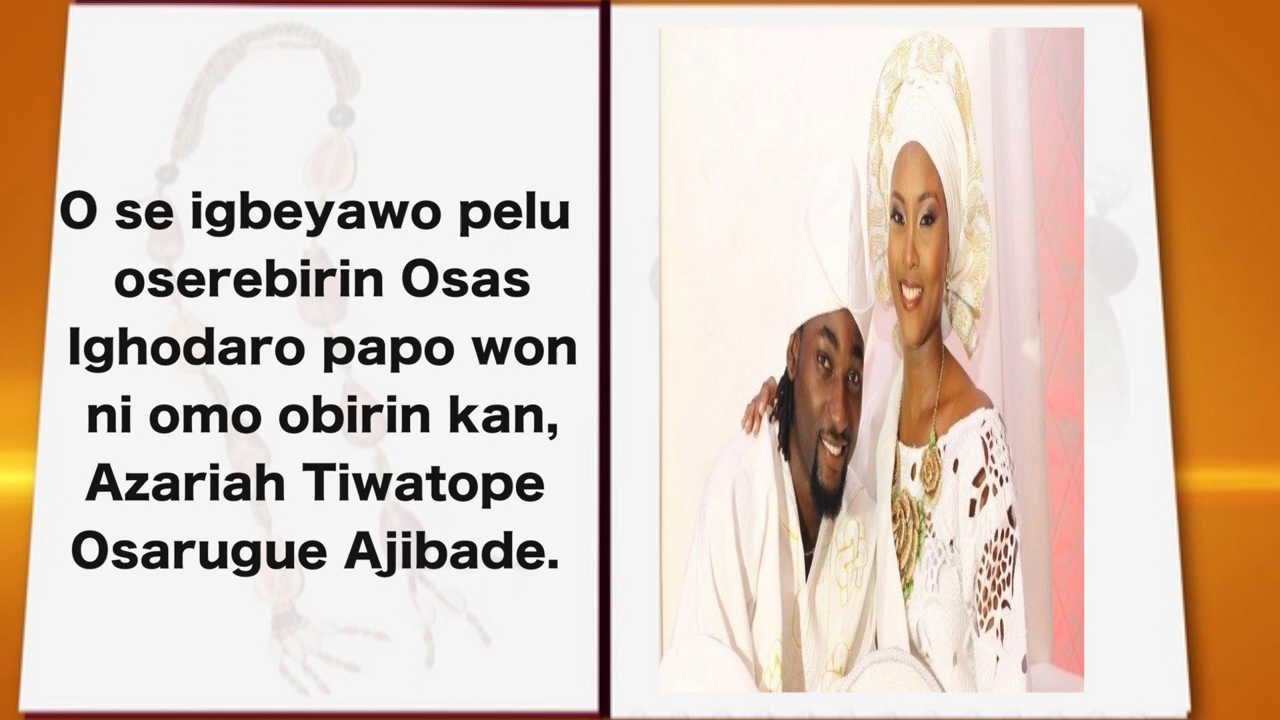 O se igbeyawo pelu
oserebirin Osas
Ighodaro papo won
ni omo obirin kan,
Azariah Tiwatope
Osarugue Ajibade.